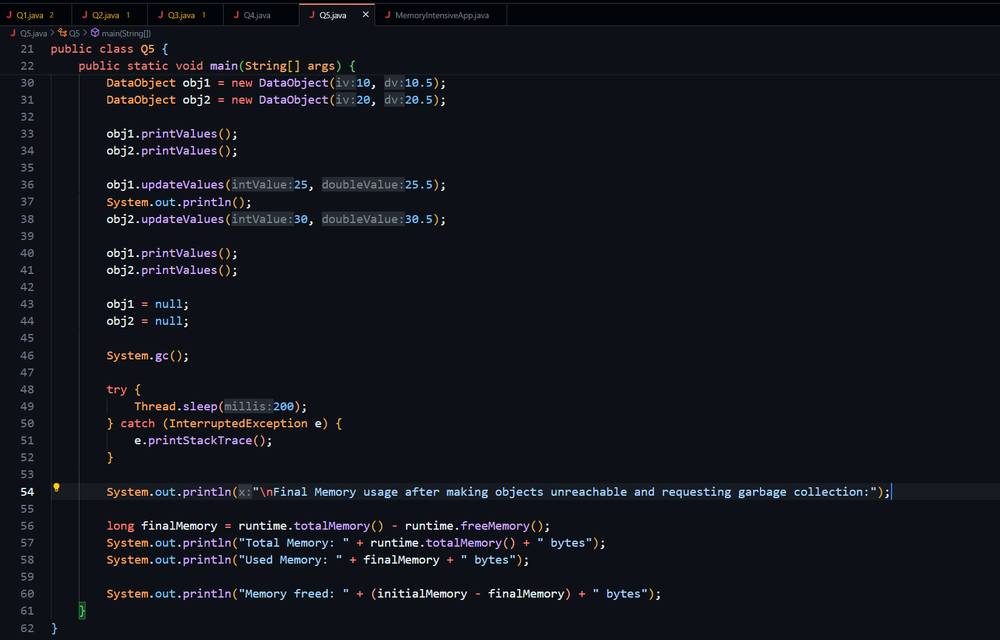 J Q1.java 2 J Q2.java 1 J Q3.java 1 J Q4.java J Q5.java × J MemoryIntensiveApp.java
J Q5.java > Q5 > main(String[])
21 public class Q5 {
22 public static void main(String[] args) {
30 DataObject obj1 = new DataObject(iv:10, dv:10.5);
31 DataObject obj2 = new DataObject(iv:20, dv:20.5);
32
33 obj1.printValues();
34 obj2.printValues();
35
36 obj1.updateValues(intValue:25, doubleValue:25.5);
37 System.out.println();
38 obj2.updateValues(intValue:30, doubleValue:30.5);
39
40 obj1.printValues();
41 obj2.printValues();
42
43 obj1 = null;
44 obj2 = null;
45
46 System.gc();
47
48 try {
49 Thread.sleep(millis:200);
50 } catch (InterruptedException e) {
51 e.printStackTrace();
52 }
53
54 System.out.println(x:"\nFinal Memory usage after making objects unreachable and requesting garbage collection:");
55
56 long finalMemory = runtime.totalMemory() - runtime.freeMemory();
57 System.out.println("Total Memory: " + runtime.totalMemory() + " bytes");
58 System.out.println("Used Memory: " + finalMemory + " bytes");
59
60 System.out.println("Memory freed: " + (initialMemory - finalMemory) + " bytes");
61 }
62 }